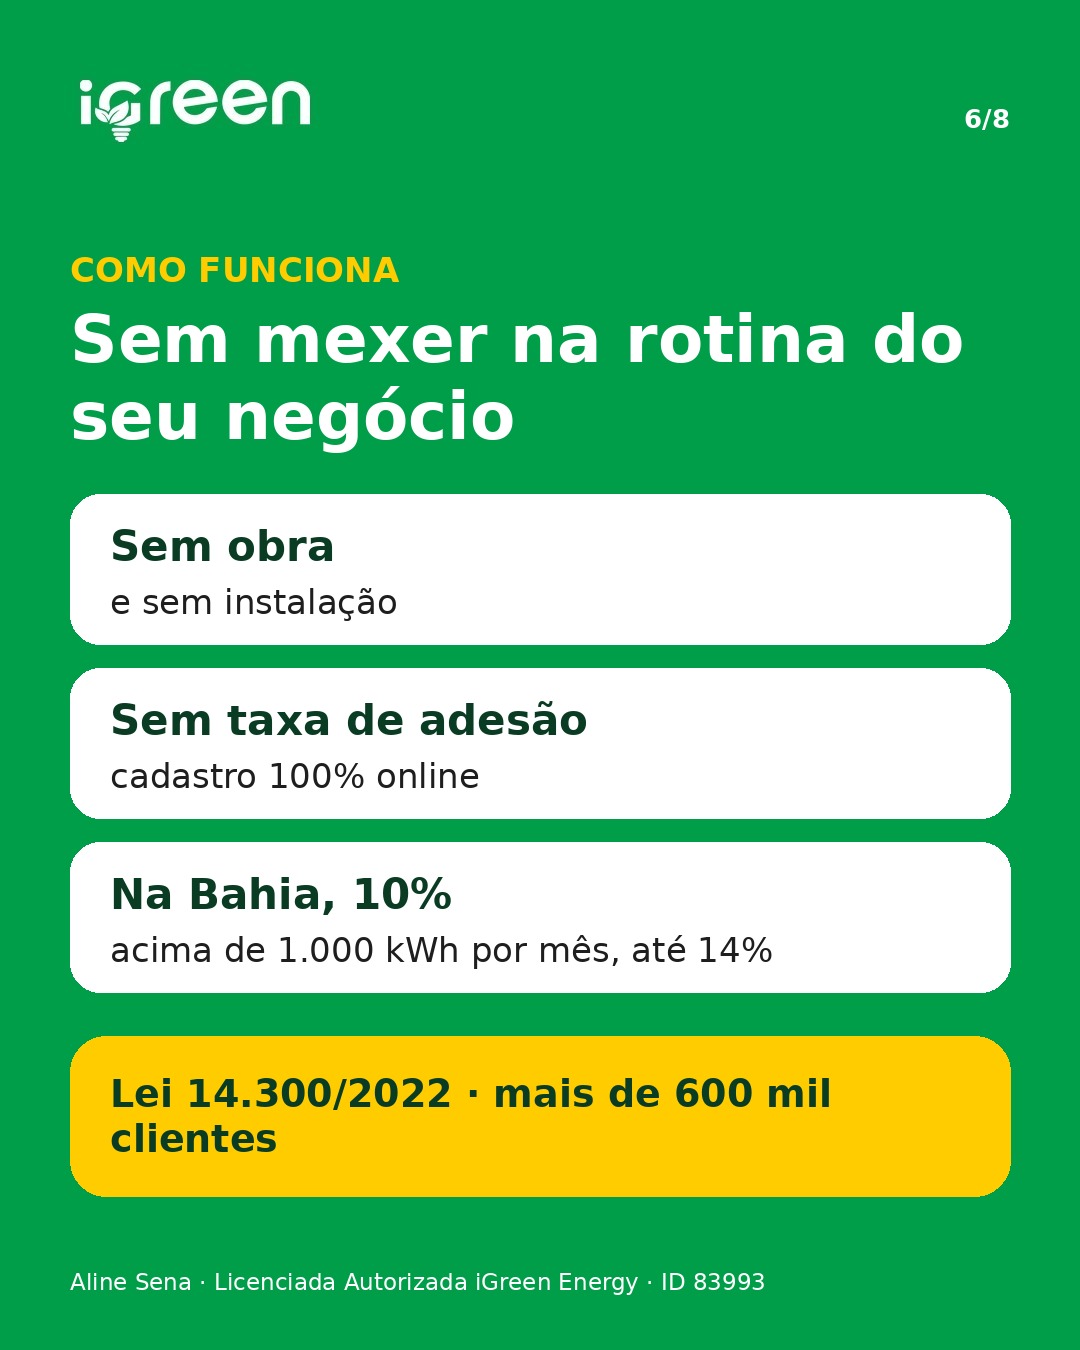 iGreen
6/8
COMO FUNCIONA
Sem mexer na rotina do
seu negócio
Sem obra
e sem instalação
Sem taxa de adesão
cadastro 100% online
Na Bahia, 10%
acima de 1.000 kWh por mês, até 14%
Lei 14.300/2022 · mais de 600 mil
clientes
Aline Sena · Licenciada Autorizada iGreen Energy · ID 83993